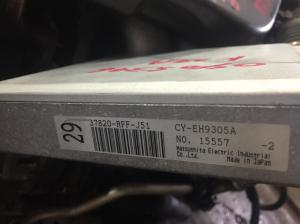 29
37820-RFF-J51
CY-EH9305A
NO. 15557 -2
Matsushita Electric Industrial
Co.,Ltd. Made in Japan